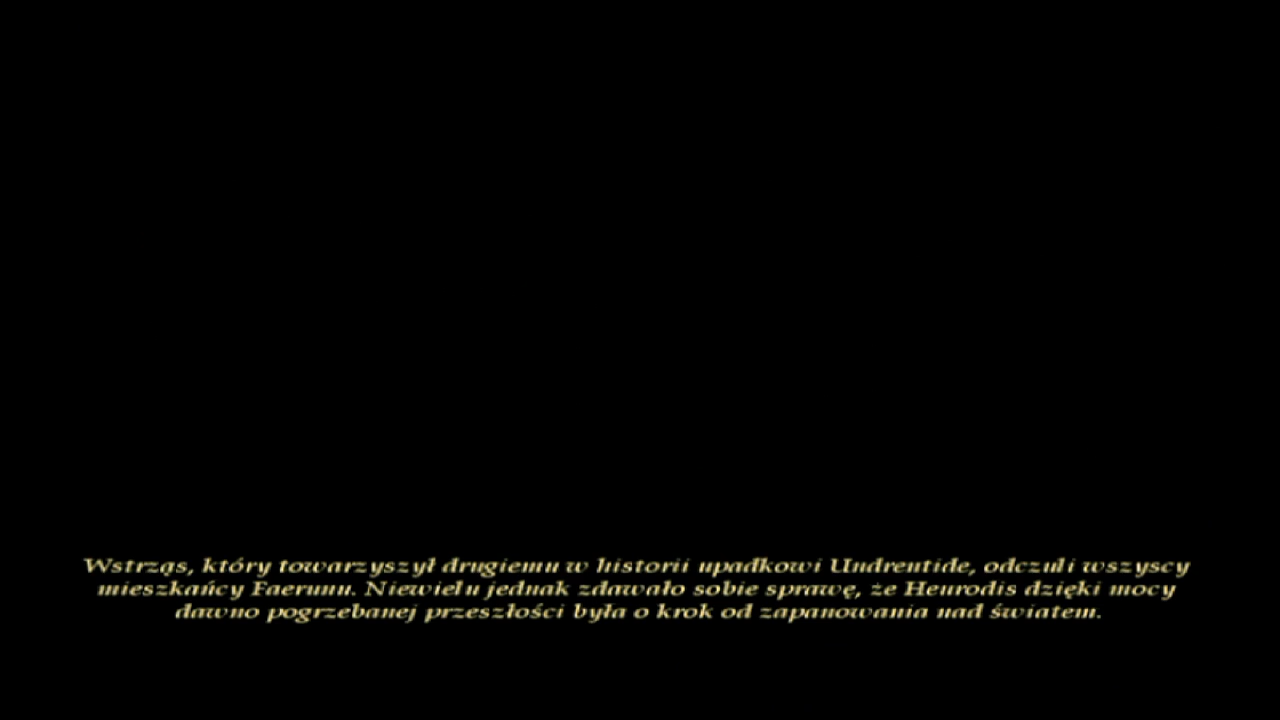 Wstrząs, który towarzyszył drugiemu w historii upadkowi Undrentide, odczuli wszyscy
mieszkańcy Faerunu. Niewielu jednak zdawało sobie sprawę, że Heurodis dzięki mocy
dawno pogrzebanej przeszłości była o krok od zapanowania nad światem.